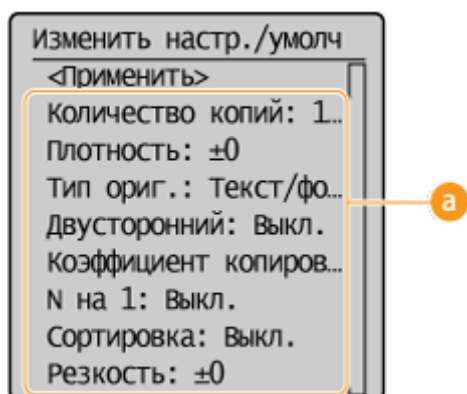 Изменить настр./умолч
<Применить>
Количество копий: 1…
Плотность: ±0
Тип ориг.: Текст/фо…
Двусторонний: Выкл.
Коэффициент копиров…
N на 1: Выкл.
Сортировка: Выкл.
Резкость: ±0
a